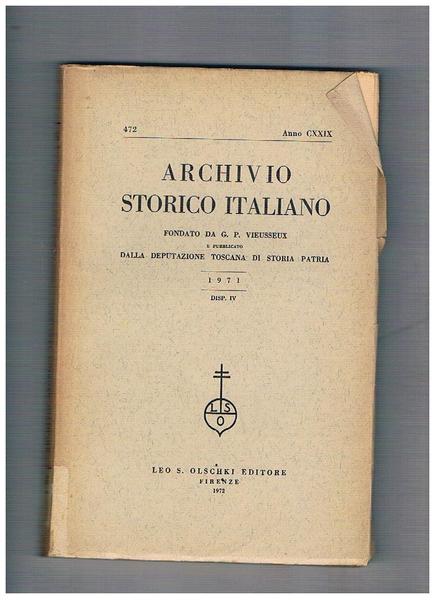 472 Anno CXXIX
ARCHIVIO
STORICO ITALIANO
FONDATO DA G. P. VIEUSSEUX
E PUBBLICATO
DALLA DEPUTAZIONE TOSCANA DI STORIA PATRIA
1971
DISP. IV
L S
O
LEO S. OLSCHKI EDITORE
FIRENZE
1972